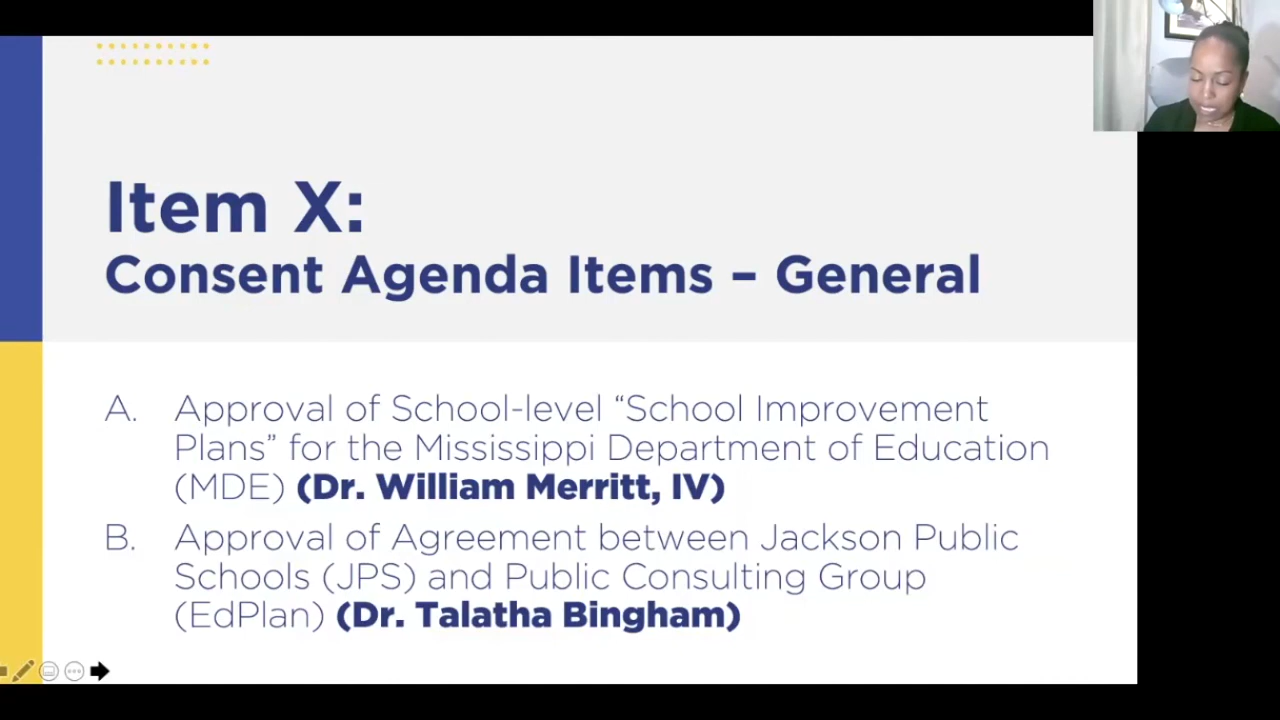 Item X:
Consent Agenda Items – General
A. Approval of School-level “School Improvement
Plans” for the Mississippi Department of Education
(MDE) (Dr. William Merritt, IV)
B. Approval of Agreement between Jackson Public
Schools (JPS) and Public Consulting Group
(EdPlan) (Dr. Talatha Bingham)